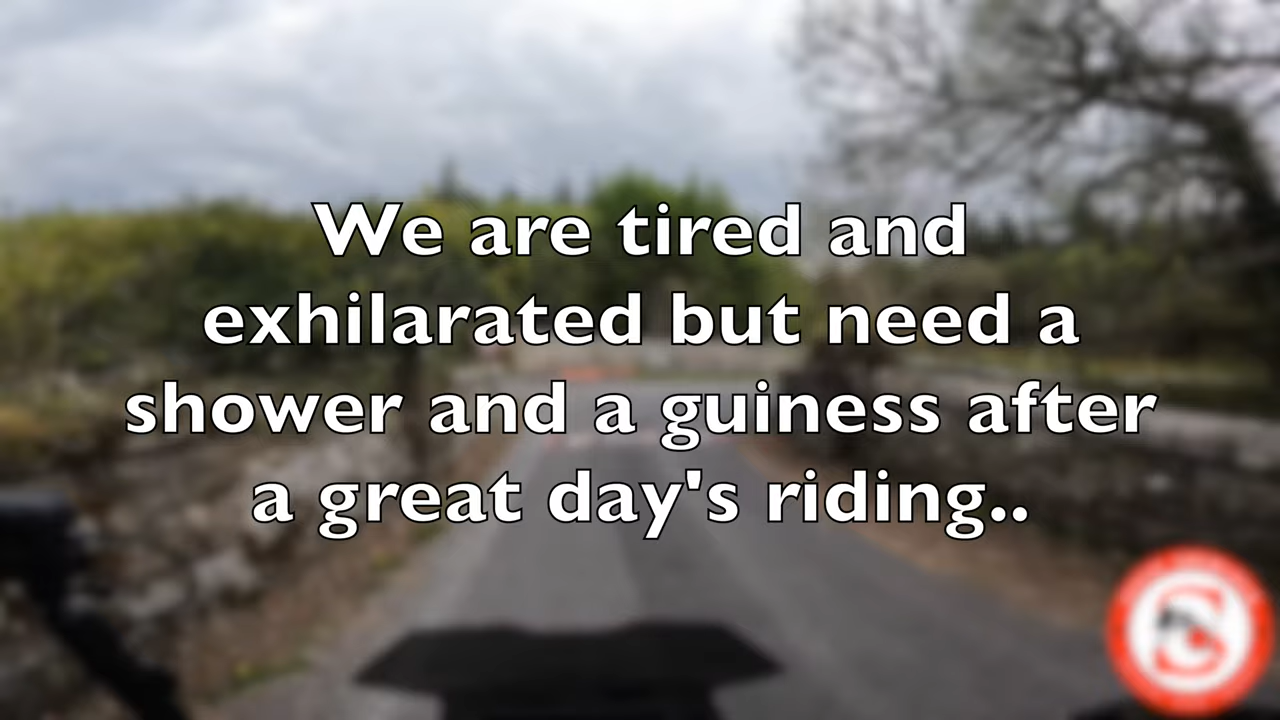 We are tired and
exhilarated but need a
shower and a guiness after
a great day's riding..